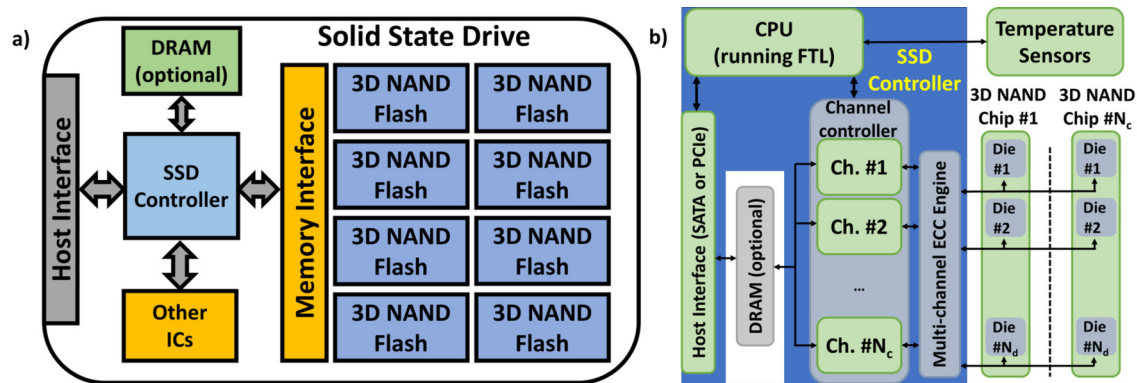 a)
Solid State Drive
DRAM
(optional)
Host Interface
SSD
Controller
Other
ICs
Memory Interface
3D NAND
Flash
3D NAND
Flash
3D NAND
Flash
3D NAND
Flash
3D NAND
Flash
3D NAND
Flash
3D NAND
Flash
3D NAND
Flash
b)
CPU
(running FTL)
SSD
Controller
Temperature
Sensors
Host Interface (SATA or PCIe)
DRAM (optional)
Channel
controller
Ch. #1
Ch. #2
...
Ch. #Nc
Multi-channel ECC Engine
3D NAND
Chip #1
Die
#1
Die
#2
Die
#Nd
3D NAND
Chip #Nc
Die
#1
Die
#2
Die
#Nd